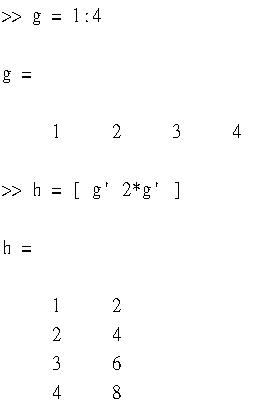 >> g = 1:4
g =
1 2 3 4
>> h = [ g' 2*g' ]
h =
1 2
2 4
3 6
4 8